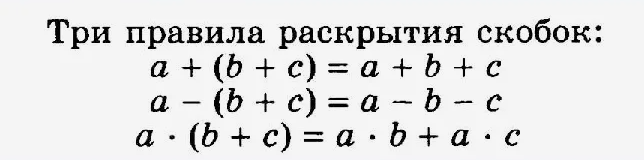 Три правила раскрытия скобок:
a + (b + c) = a + b + c
a − (b + c) = a − b − c
a · (b + c) = a · b + a · c